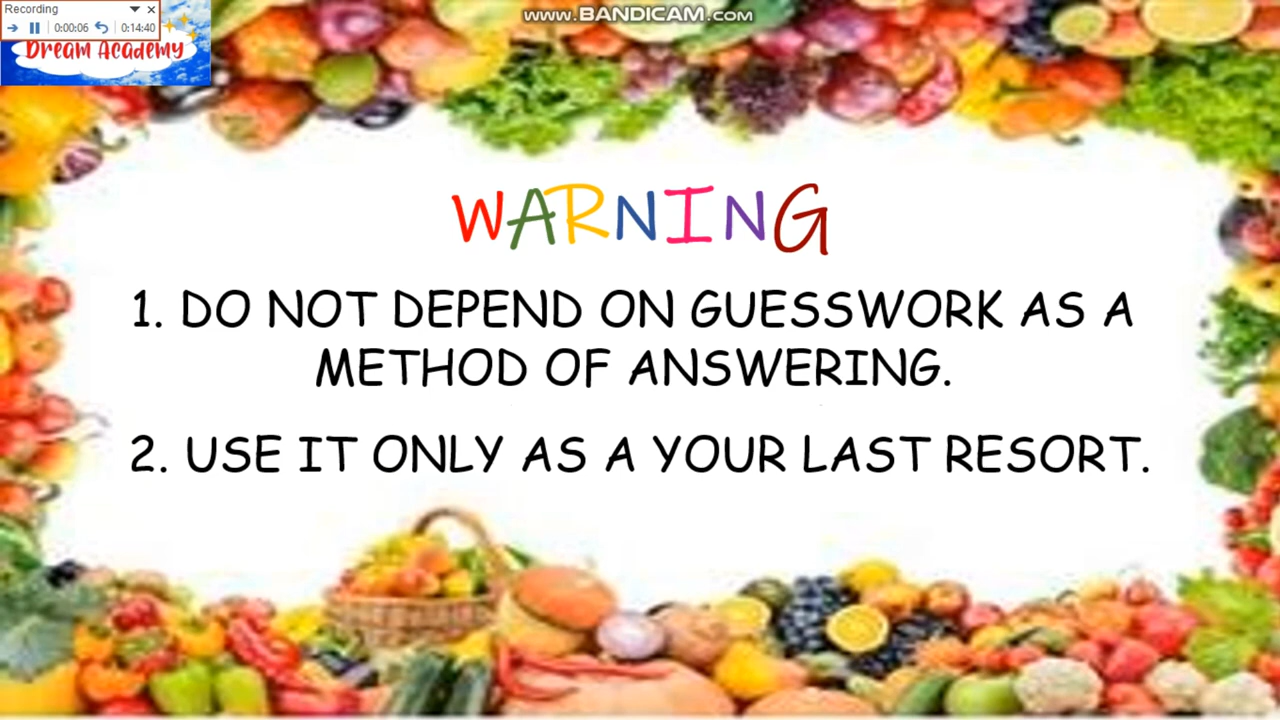 Recording
www.BANDICAM.com
0:00:06 0:14:40
Dream Academy
WARNING
1. DO NOT DEPEND ON GUESSWORK AS A
METHOD OF ANSWERING.
2. USE IT ONLY AS A YOUR LAST RESORT.